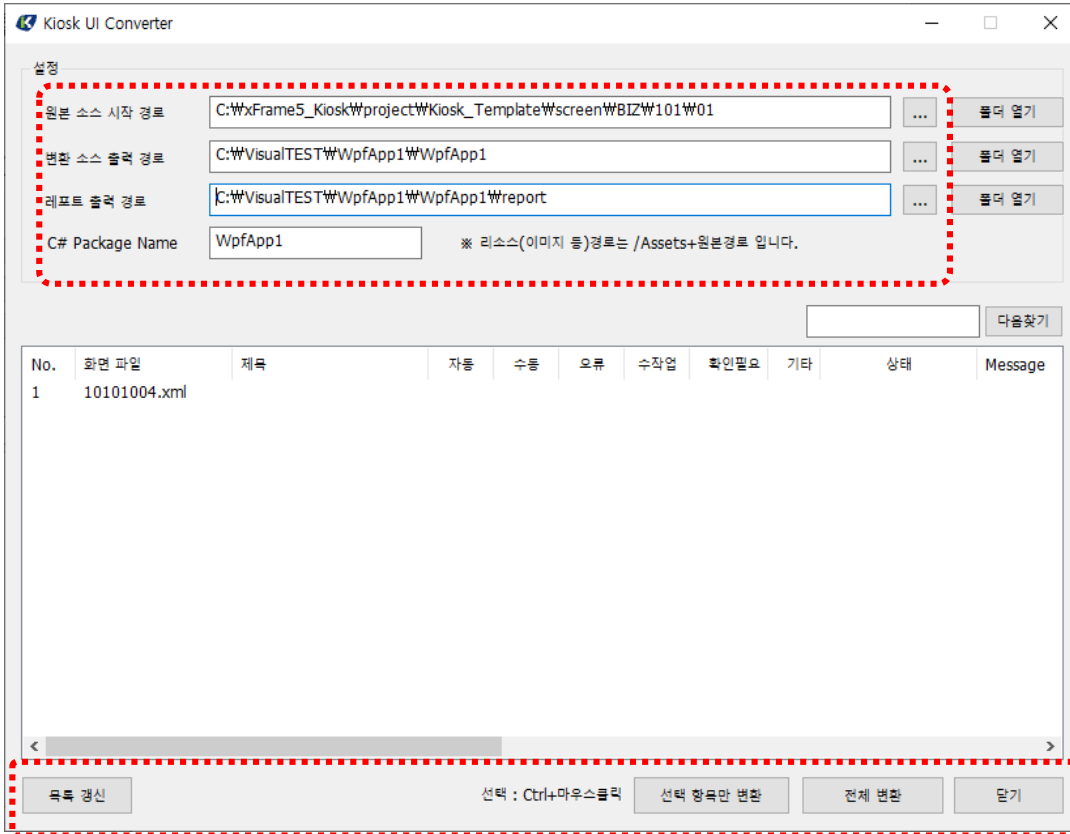 Kiosk UI Converter
설정
원본 소스 시작 경로 C:₩xFrame5_Kiosk₩project₩Kiosk_Template₩screen₩BIZ₩101₩01 ... 폴더 열기
변환 소스 출력 경로 C:₩VisualTEST₩WpfApp1₩WpfApp1 ... 폴더 열기
레포트 출력 경로 C:₩VisualTEST₩WpfApp1₩WpfApp1₩report ... 폴더 열기
C# Package Name WpfApp1 ※ 리소스(이미지 등)경로는 /Assets+원본경로 입니다.
다음찾기
No. 화면 파일 제목 자동 수동 오류 수작업 확인필요 기타 상태 Message
1 10101004.xml
목록 갱신 선택 : Ctrl+마우스클릭 선택 항목만 변환 전체 변환 닫기